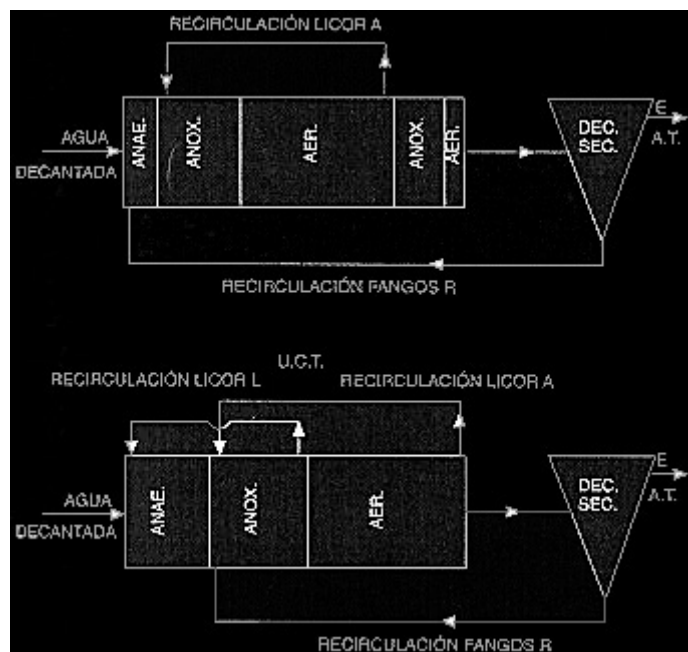 RECIRCULACIÓN LICOR A
AGUA
DECANTADA
ANAE.
ANOX.
AER.
ANOX.
AER.
DEC.
SEC.
E
A.T.
RECIRCULACIÓN FANGOS R
U.C.T.
RECIRCULACIÓN LICOR L
RECIRCULACIÓN LICOR A
AGUA
DECANTADA
ANAE.
ANOX.
AER.
DEC.
SEC.
E
A.T.
RECIRCULACIÓN FANGOS R